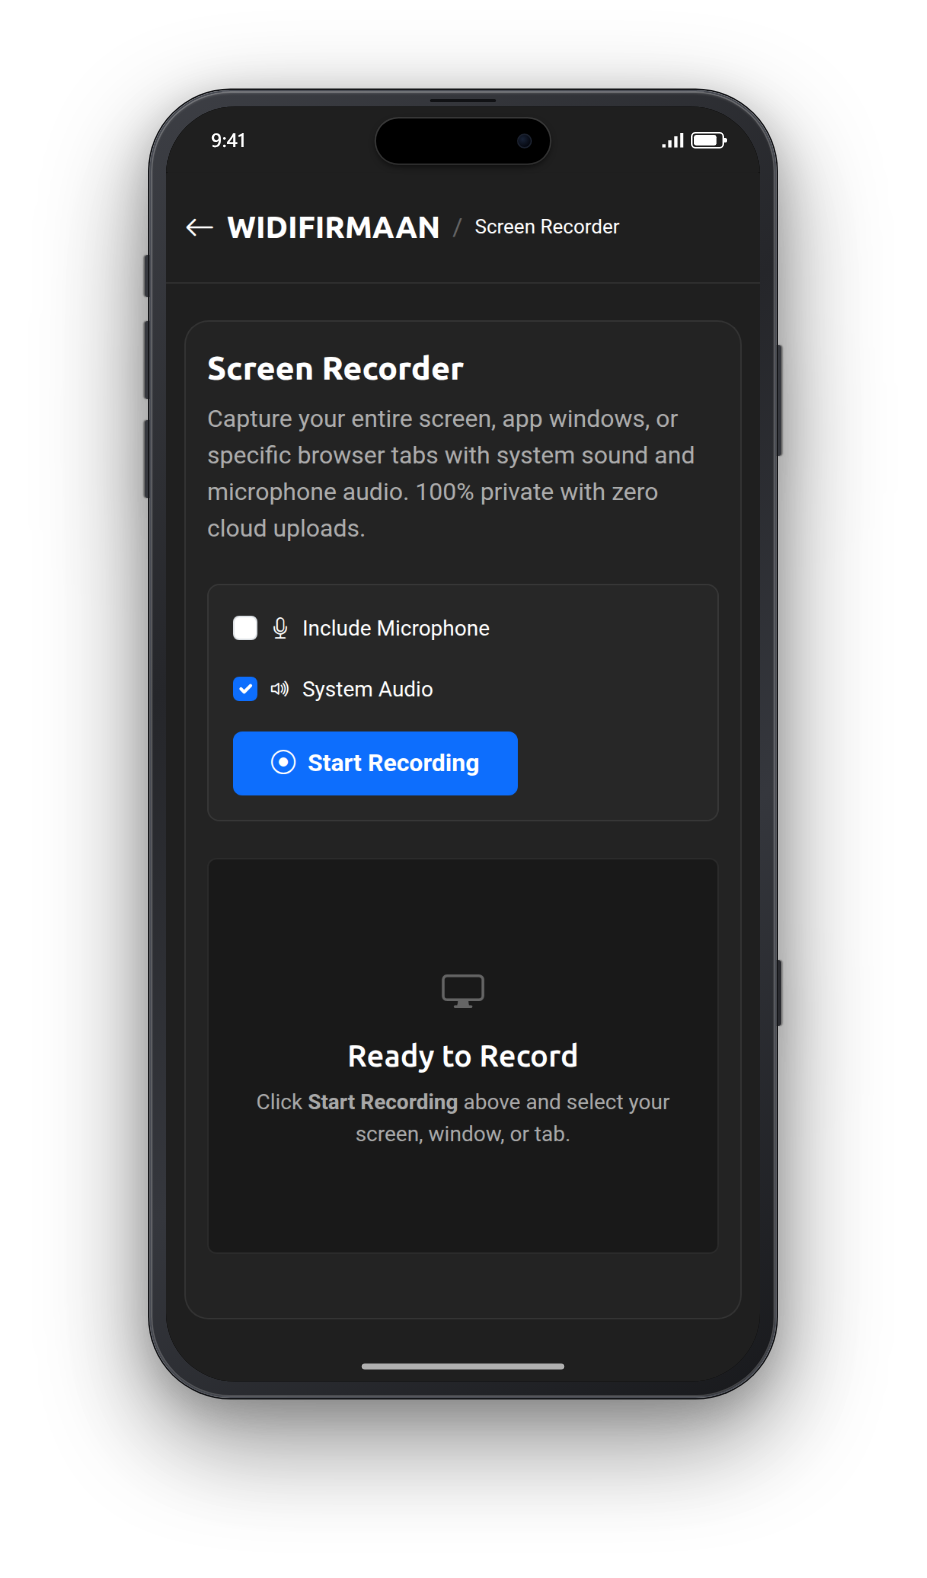 9:41
WIDIFIRMAAN / Screen Recorder
Screen Recorder
Capture your entire screen, app windows, or
specific browser tabs with system sound and
microphone audio. 100% private with zero
cloud uploads.
Include Microphone
System Audio
Start Recording
Ready to Record
Click Start Recording above and select your
screen, window, or tab.